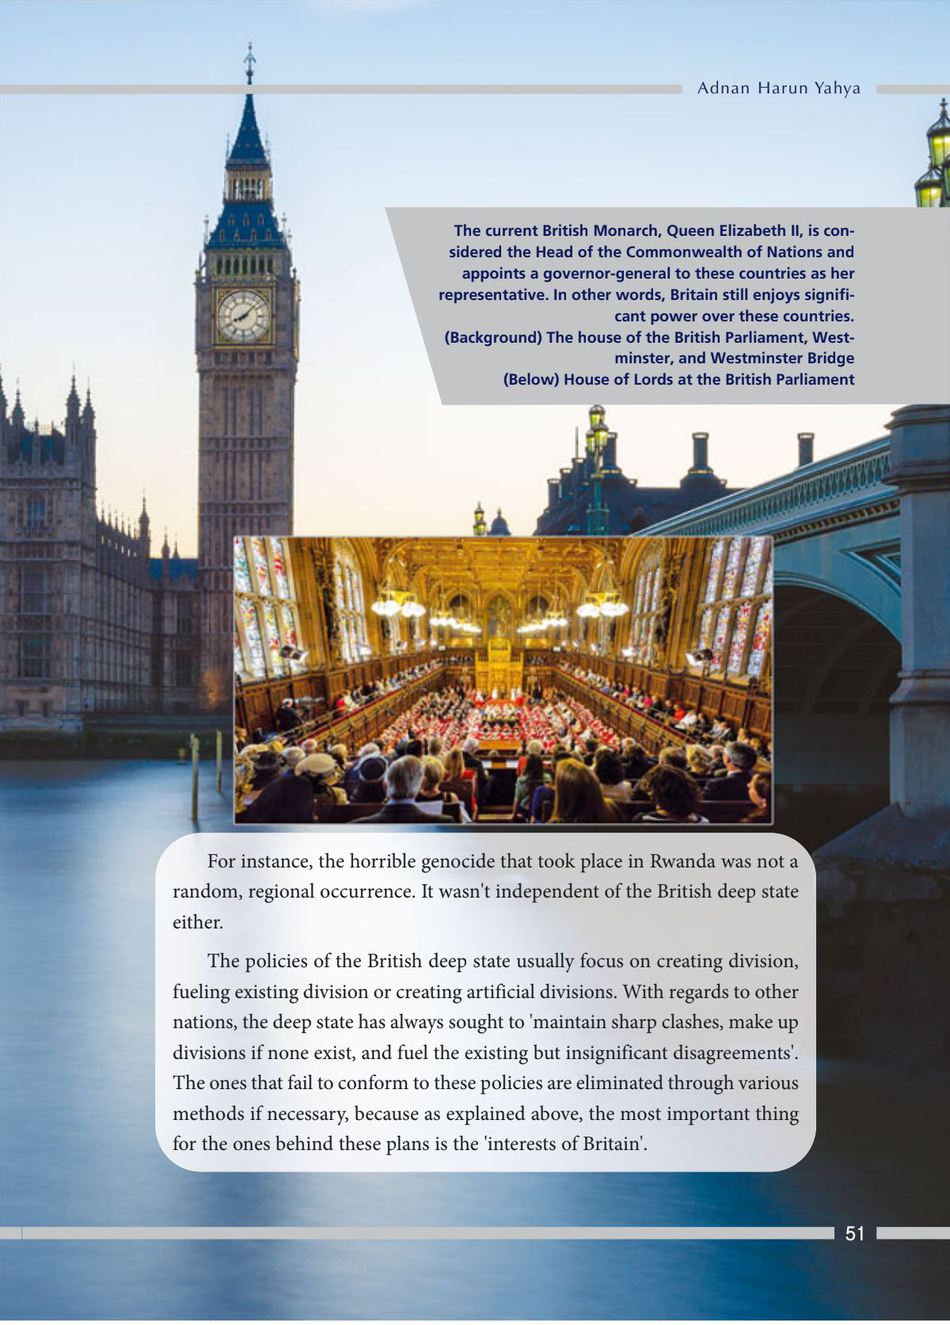 Adnan Harun Yahya
The current British Monarch, Queen Elizabeth II, is con-
sidered the Head of the Commonwealth of Nations and
appoints a governor-general to these countries as her
representative. In other words, Britain still enjoys signifi-
cant power over these countries.
(Background) The house of the British Parliament, West-
minster, and Westminster Bridge
(Below) House of Lords at the British Parliament
For instance, the horrible genocide that took place in Rwanda was not a
random, regional occurrence. It wasn't independent of the British deep state
either.
The policies of the British deep state usually focus on creating division,
fueling existing division or creating artificial divisions. With regards to other
nations, the deep state has always sought to 'maintain sharp clashes, make up
divisions if none exist, and fuel the existing but insignificant disagreements'.
The ones that fail to conform to these policies are eliminated through various
methods if necessary, because as explained above, the most important thing
for the ones behind these plans is the 'interests of Britain'.
51